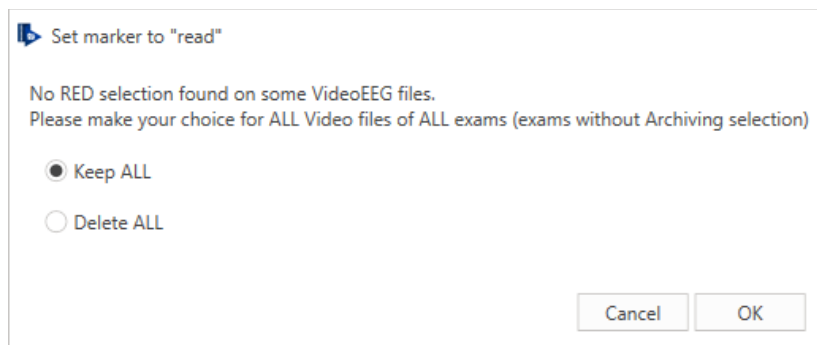 Set marker to "read"
No RED selection found on some VideoEEG files.
Please make your choice for ALL Video files of ALL exams (exams without Archiving selection)
Keep ALL
Delete ALL
Cancel OK